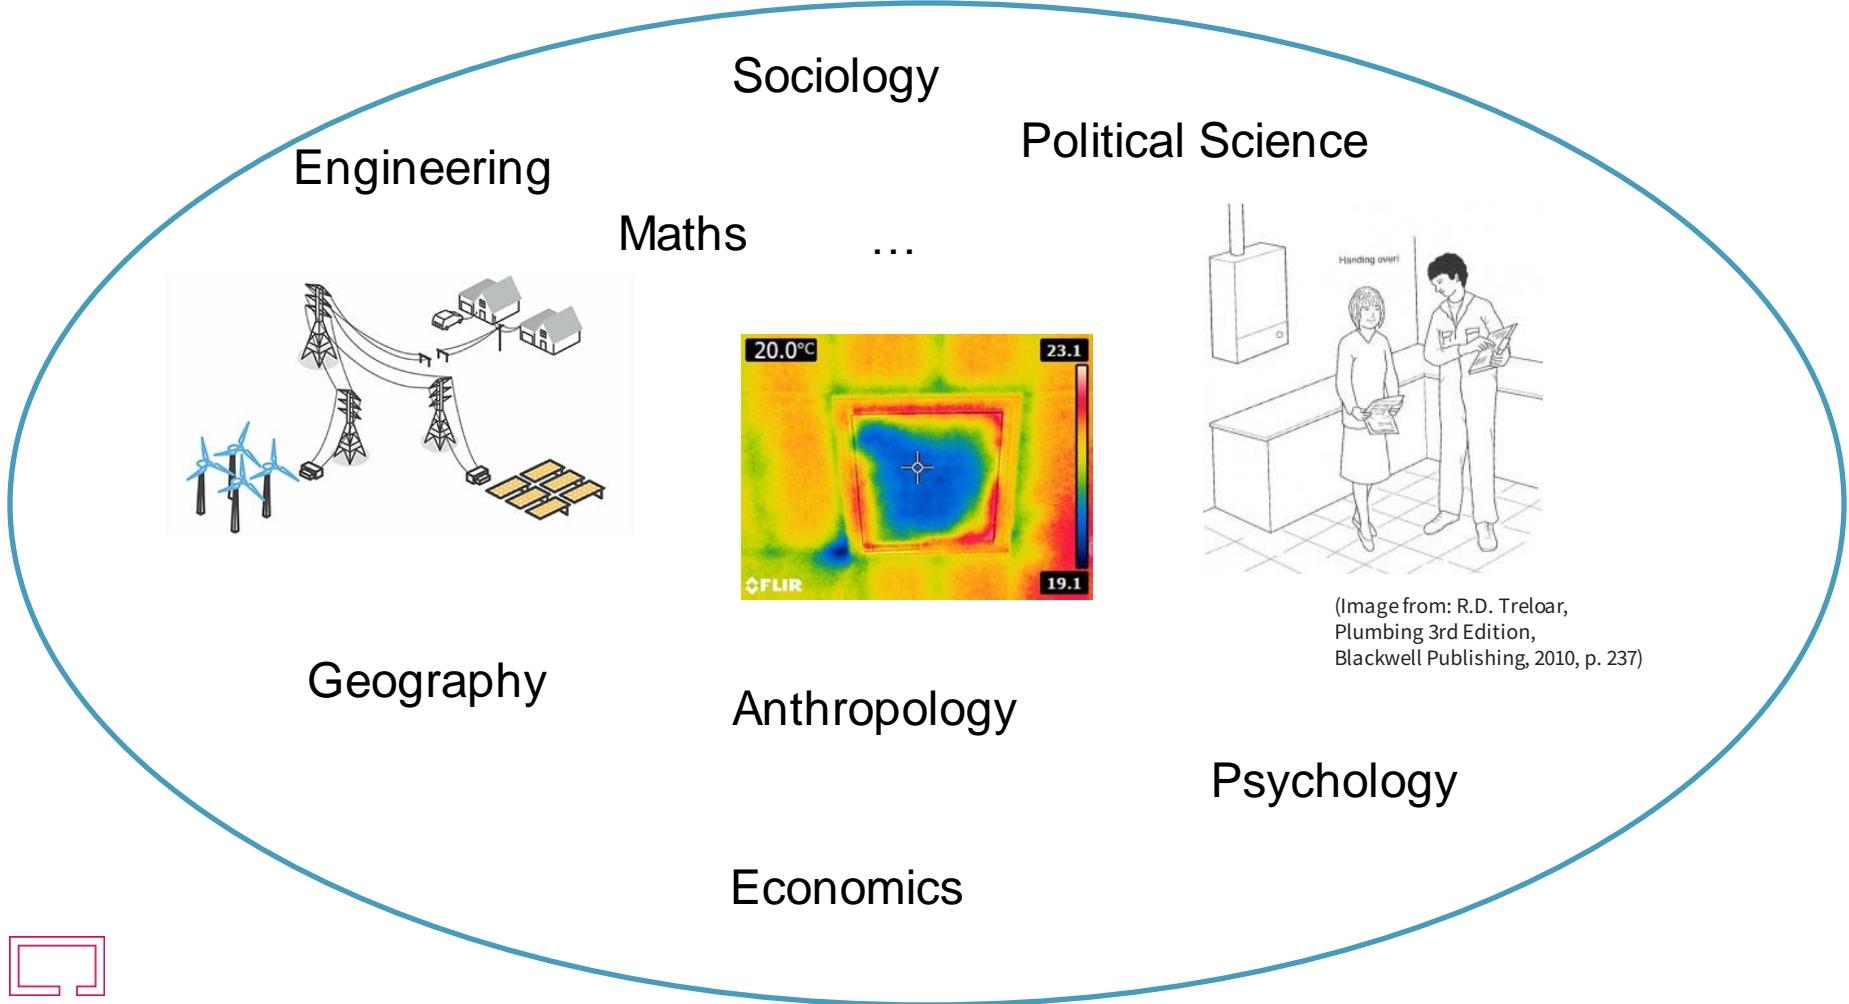 Sociology
Political Science
Engineering
Maths
…
Handing over!
20.0°C
23.1
FLIR
19.1
(Image from: R.D. Treloar,
Plumbing 3rd Edition,
Blackwell Publishing, 2010, p. 237)
Geography
Anthropology
Psychology
Economics